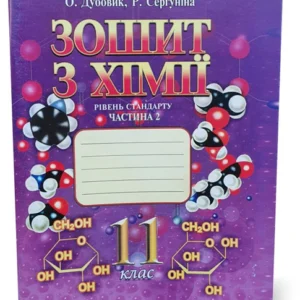 О. Дубовик, Р. Сергуніна
ЗОШИТ
З ХІМІЇ
РІВЕНЬ СТАНДАРТУ
ЧАСТИНА 2
CH₂OH
CH₂OH
O
O
OH
OH
OH
OH
OH
OH
OH
OH
11
клас